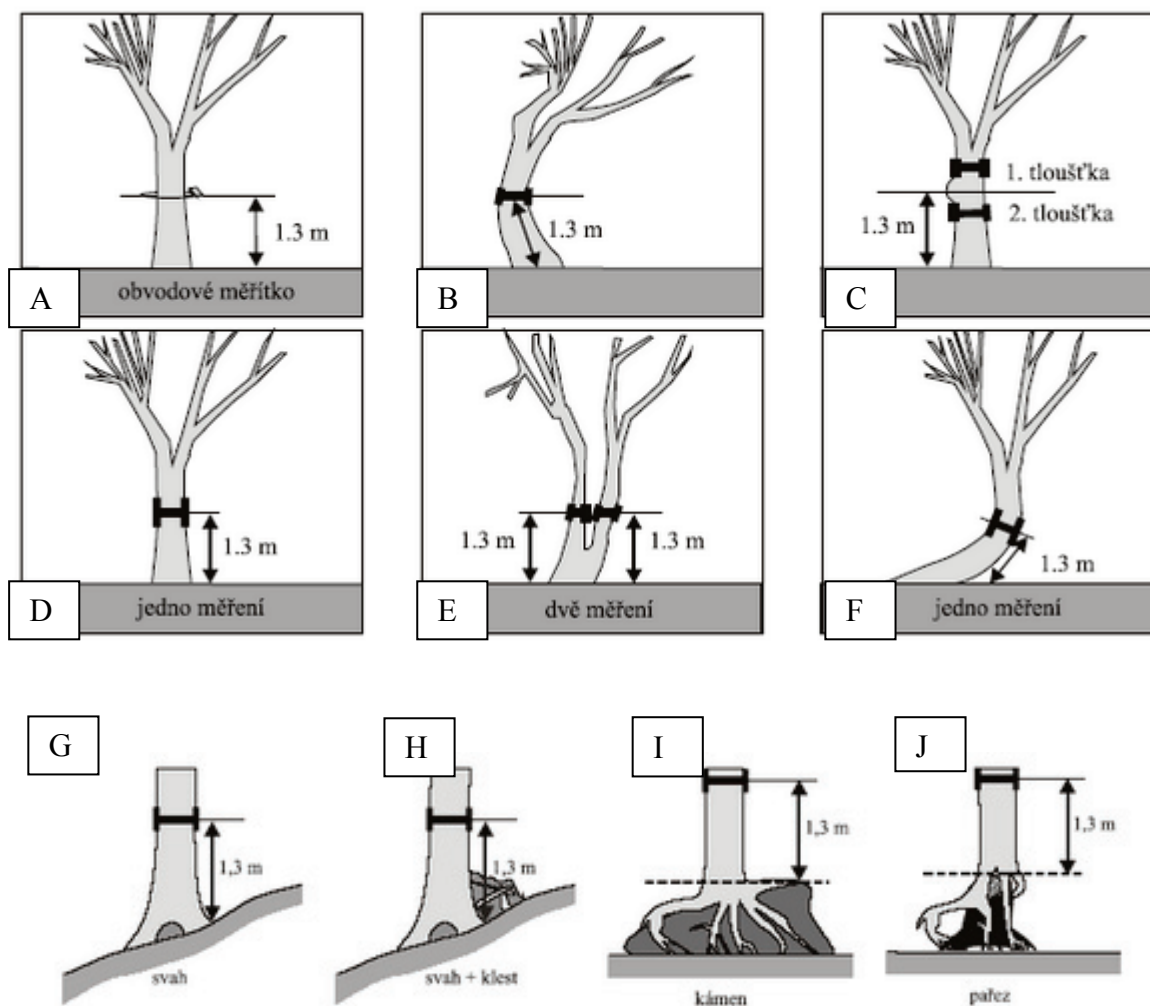 1.3 m
A
obvodové měřítko
1.3 m
B
1. tloušťka
2. tloušťka
1.3 m
C
1.3 m
D
jedno měření
1.3 m
1.3 m
E
dvě měření
1.3 m
F
jedno měření
G
1,3 m
svah
H
1,3 m
svah + klest
I
1,3 m
kámen
J
1,3 m
pařez